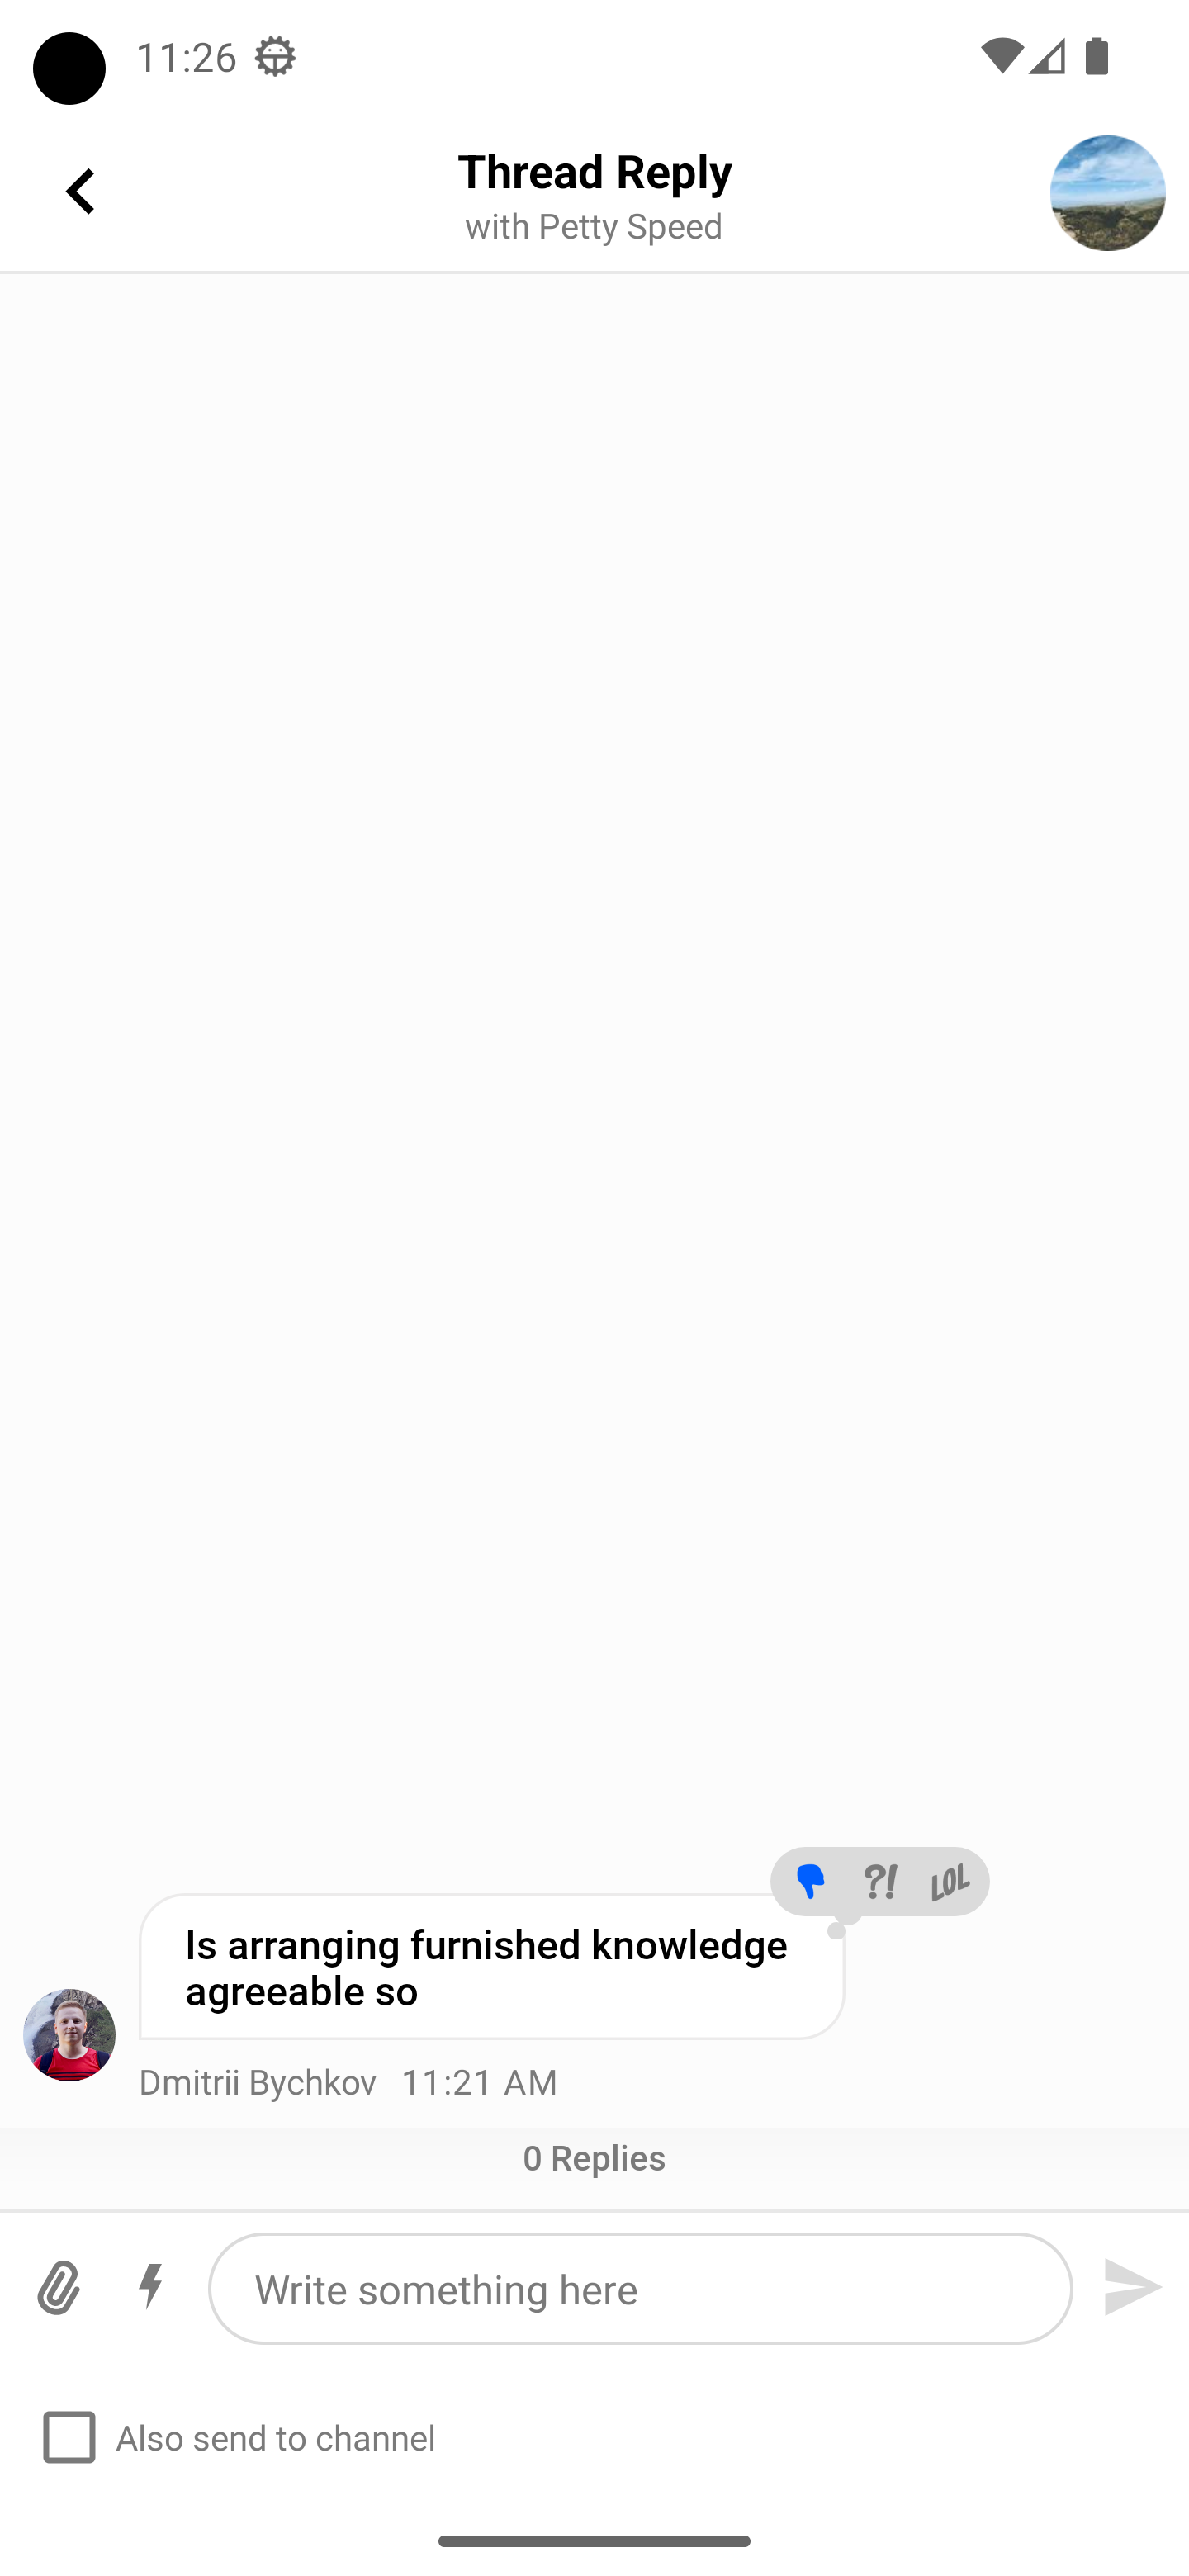 11:26
Thread Reply
with Petty Speed
?! LOL
Is arranging furnished knowledge
agreeable so
Dmitrii Bychkov 11:21 AM
0 Replies
Write something here
Also send to channel